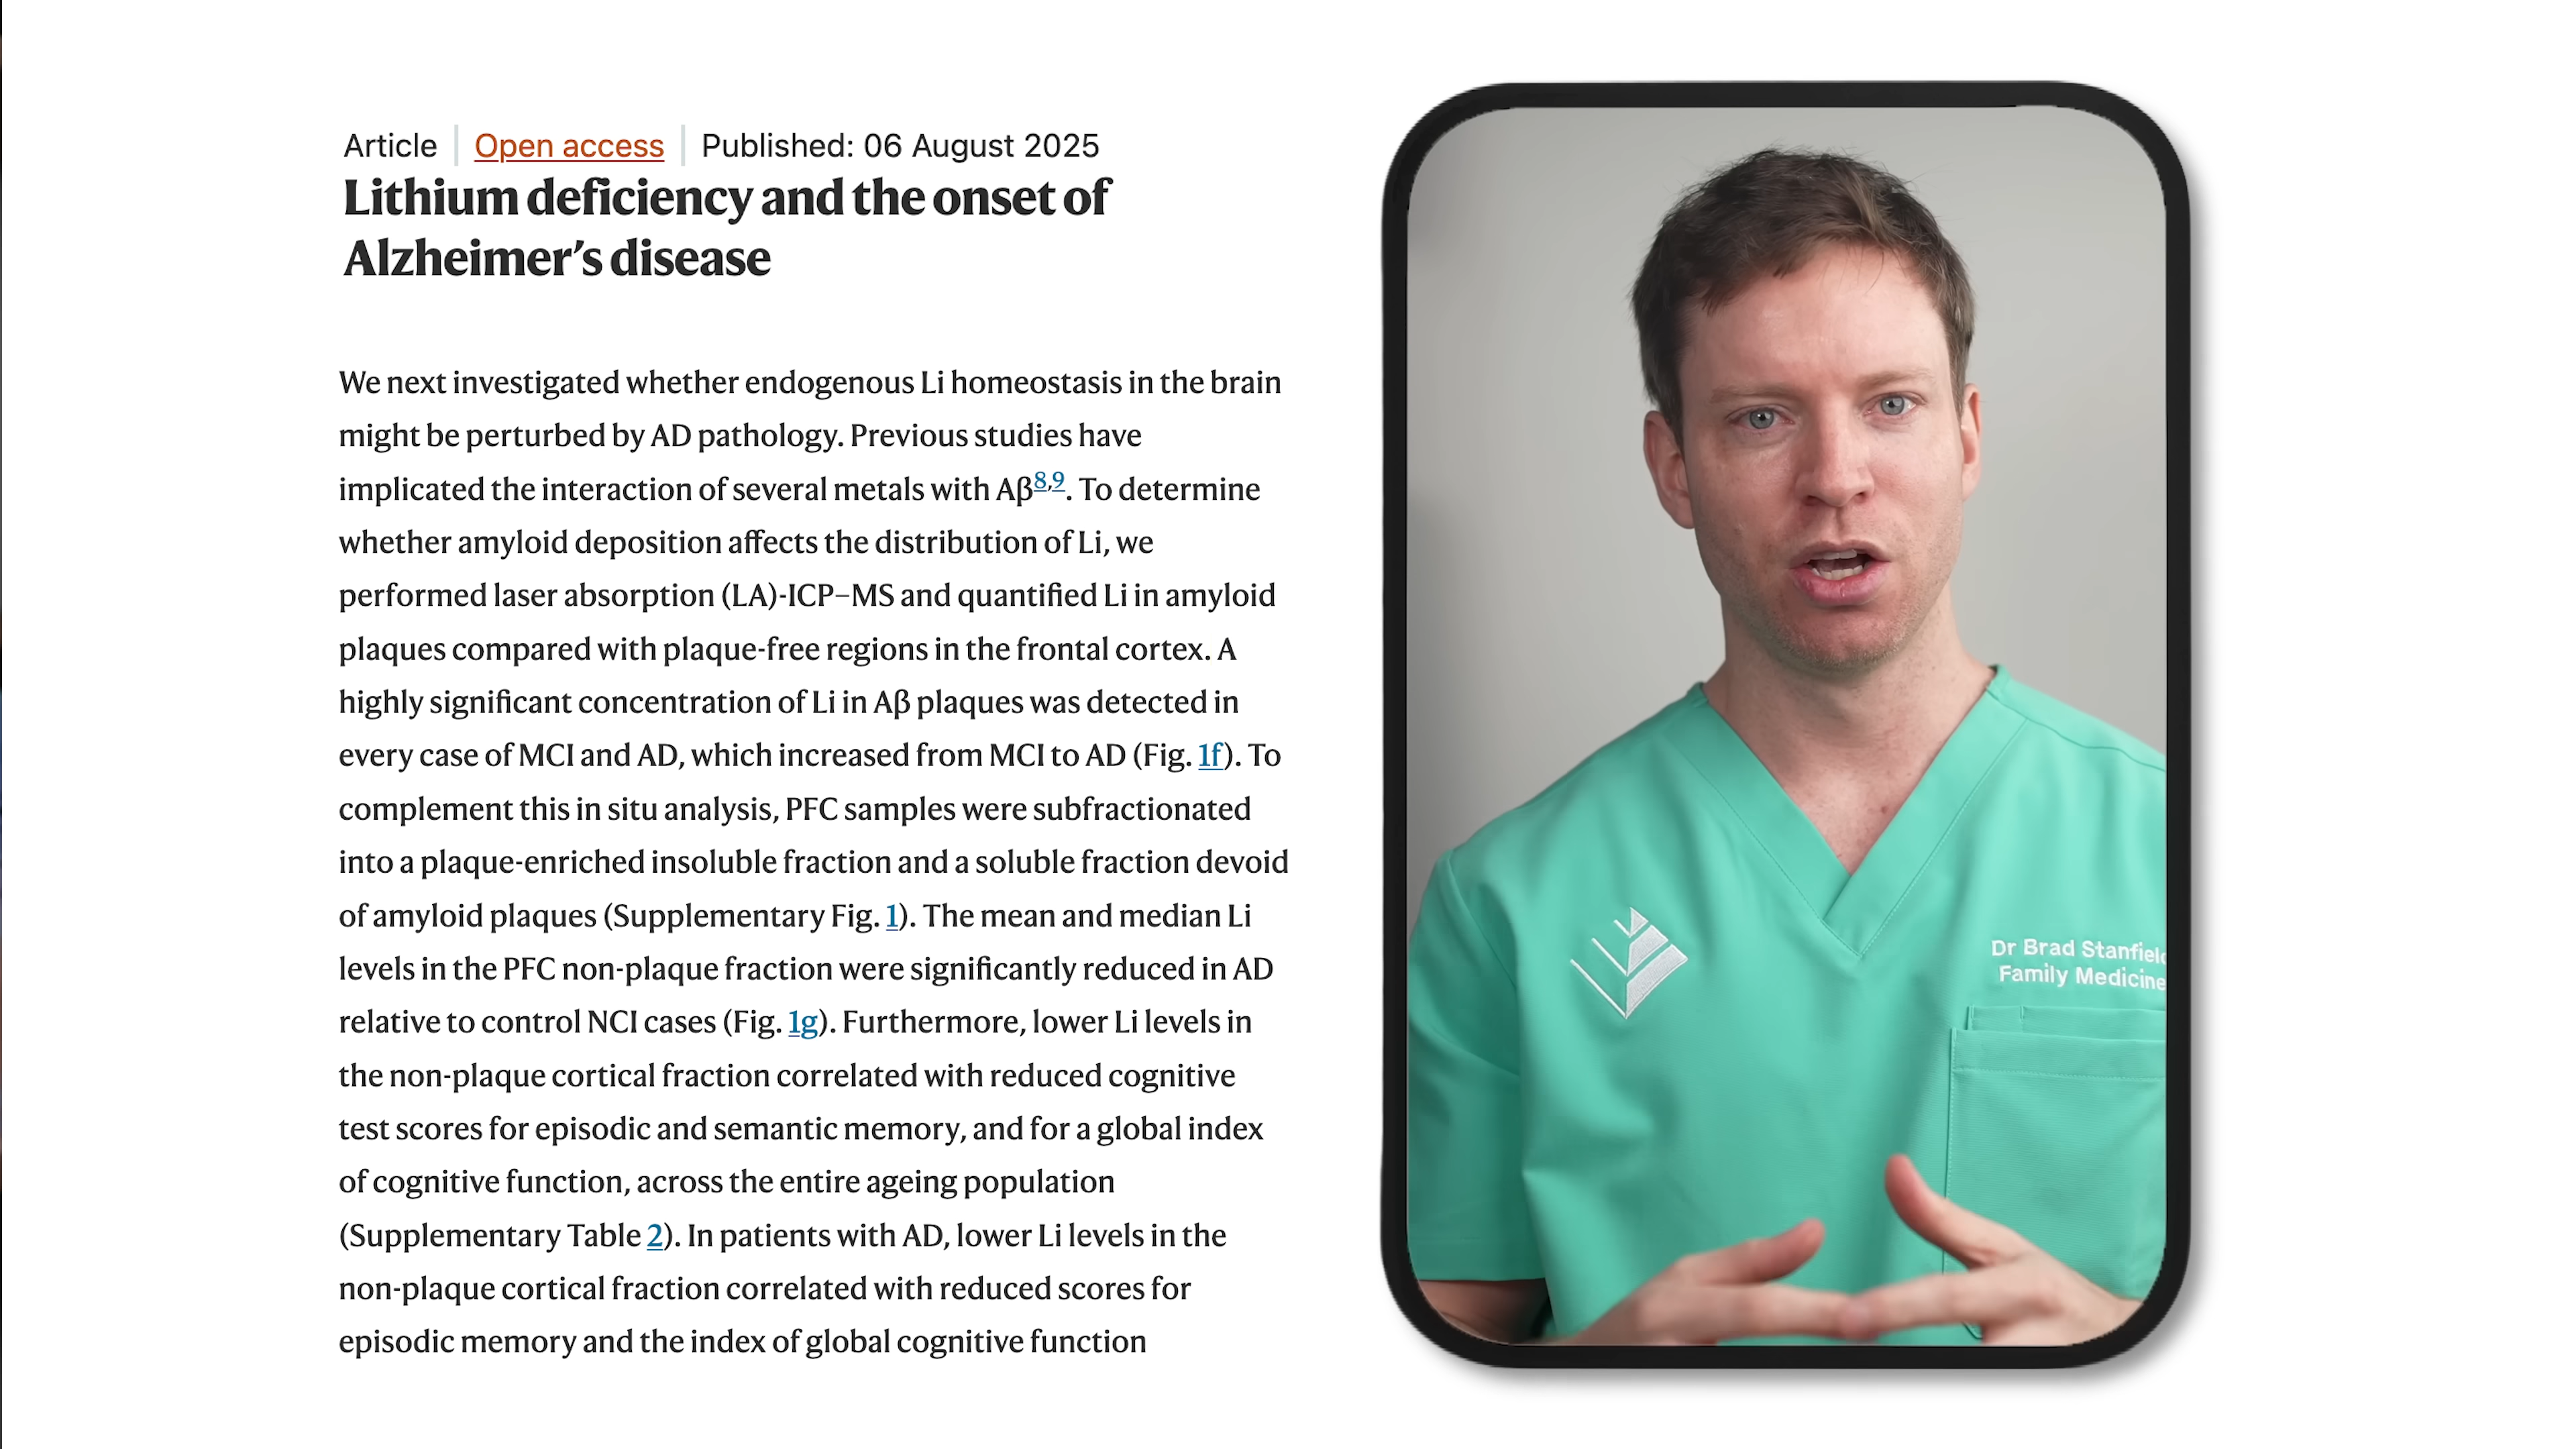 Article | Open access | Published: 06 August 2025
Lithium deficiency and the onset of
Alzheimer’s disease
We next investigated whether endogenous Li homeostasis in the brain
might be perturbed by AD pathology. Previous studies have
implicated the interaction of several metals with Aβ8,9. To determine
whether amyloid deposition affects the distribution of Li, we
performed laser absorption (LA)-ICP–MS and quantified Li in amyloid
plaques compared with plaque-free regions in the frontal cortex. A
highly significant concentration of Li in Aβ plaques was detected in
every case of MCI and AD, which increased from MCI to AD (Fig. 1f). To
complement this in situ analysis, PFC samples were subfractionated
into a plaque-enriched insoluble fraction and a soluble fraction devoid
of amyloid plaques (Supplementary Fig. 1). The mean and median Li
levels in the PFC non-plaque fraction were significantly reduced in AD
relative to control NCI cases (Fig. 1g). Furthermore, lower Li levels in
the non-plaque cortical fraction correlated with reduced cognitive
test scores for episodic and semantic memory, and for a global index
of cognitive function, across the entire ageing population
(Supplementary Table 2). In patients with AD, lower Li levels in the
non-plaque cortical fraction correlated with reduced scores for
episodic memory and the index of global cognitive function
Dr Brad Stanfield
Family Medicine